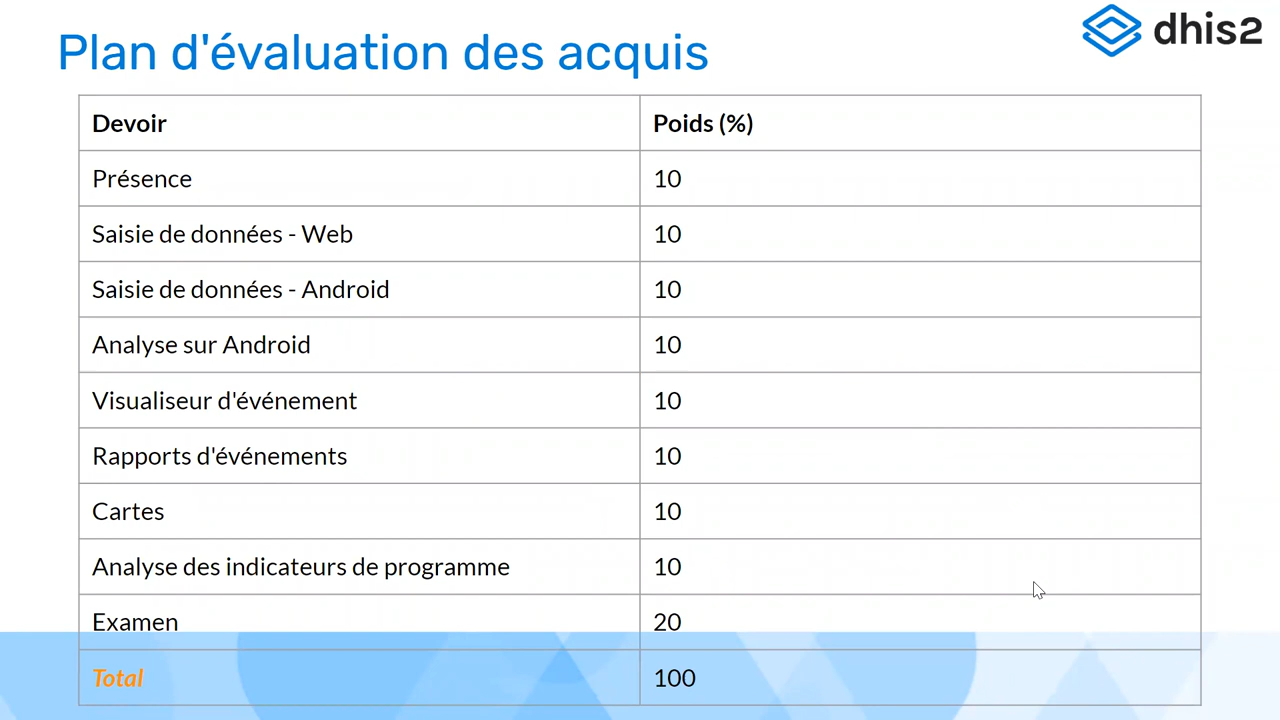 Plan d'évaluation des acquis
dhis2
Devoir Poids (%)
Présence 10
Saisie de données - Web 10
Saisie de données - Android 10
Analyse sur Android 10
Visualiseur d'événement 10
Rapports d'événements 10
Cartes 10
Analyse des indicateurs de programme 10
Examen 20
Total 100